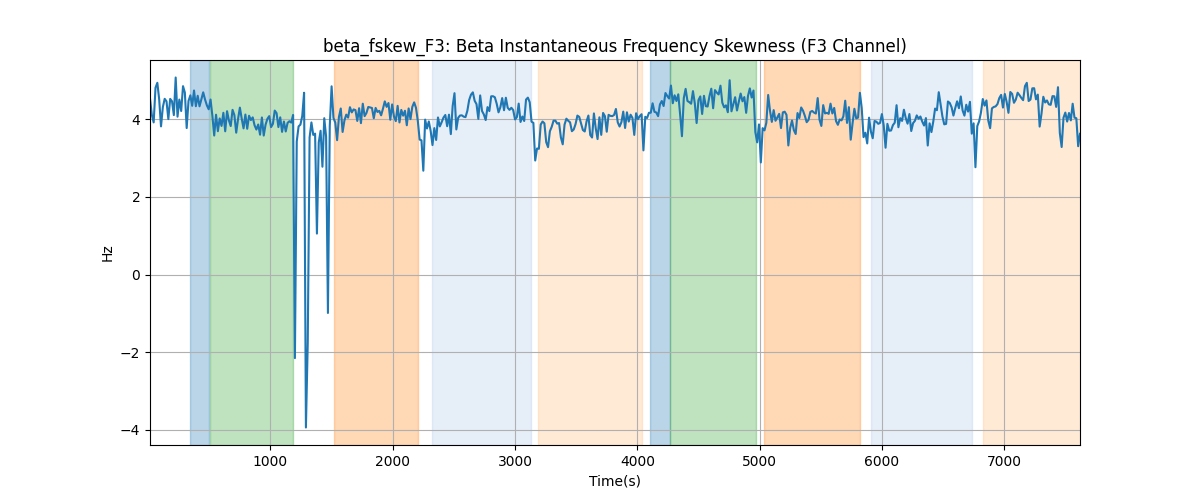 beta_fskew_F3: Beta Instantaneous Frequency Skewness (F3 Channel)
Hz
4
2
0
−2
−4
1000 2000 3000 4000 5000 6000 7000
Time(s)